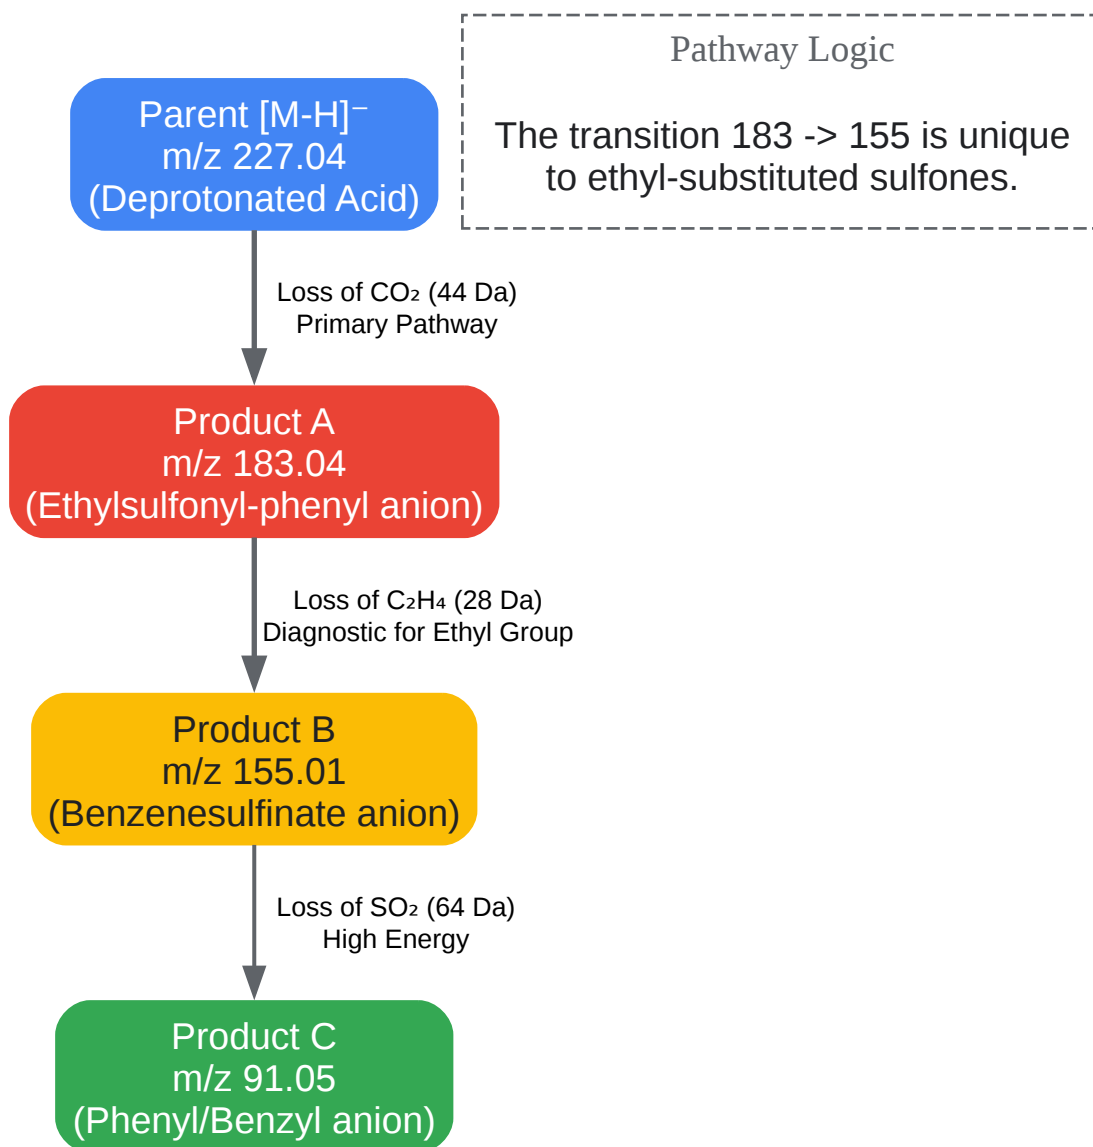 Pathway Logic
The transition 183 -> 155 is unique
to ethyl-substituted sulfones.
Parent [M-H]⁻
m/z 227.04
(Deprotonated Acid)
Loss of CO₂ (44 Da)
Primary Pathway
Product A
m/z 183.04
(Ethylsulfonyl-phenyl anion)
Loss of C₂H₄ (28 Da)
Diagnostic for Ethyl Group
Product B
m/z 155.01
(Benzenesulfinate anion)
Loss of SO₂ (64 Da)
High Energy
Product C
m/z 91.05
(Phenyl/Benzyl anion)